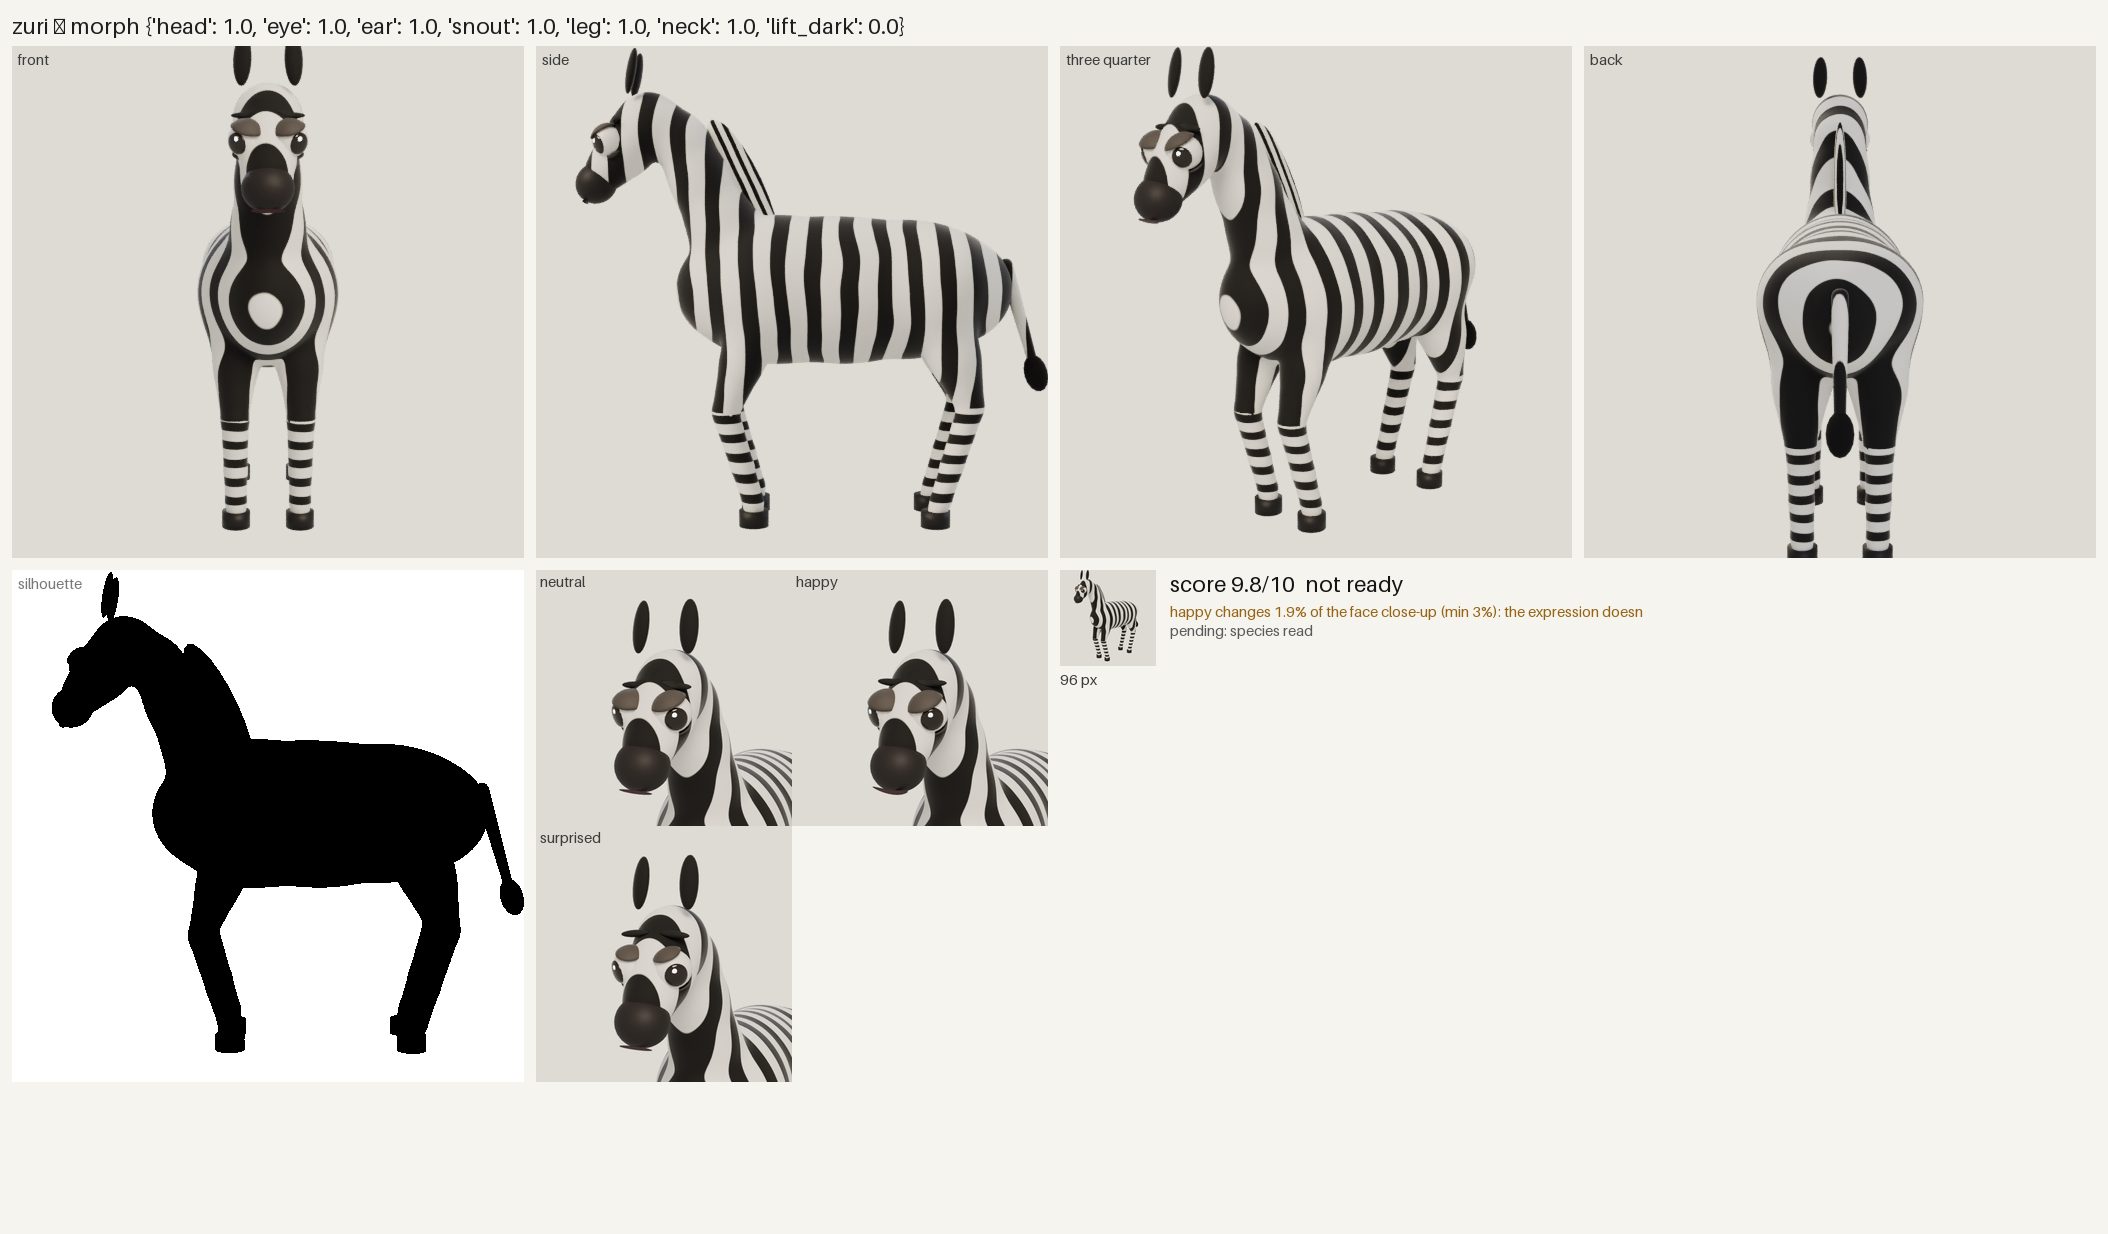 zuri ▯ morph {'head': 1.0, 'eye': 1.0, 'ear': 1.0, 'snout': 1.0, 'leg': 1.0, 'neck': 1.0, 'lift_dark': 0.0}
front
side
three quarter
back
silhouette
neutral
happy
surprised
96 px
score 9.8/10 not ready
happy changes 1.9% of the face close-up (min 3%): the expression doesn
pending: species read